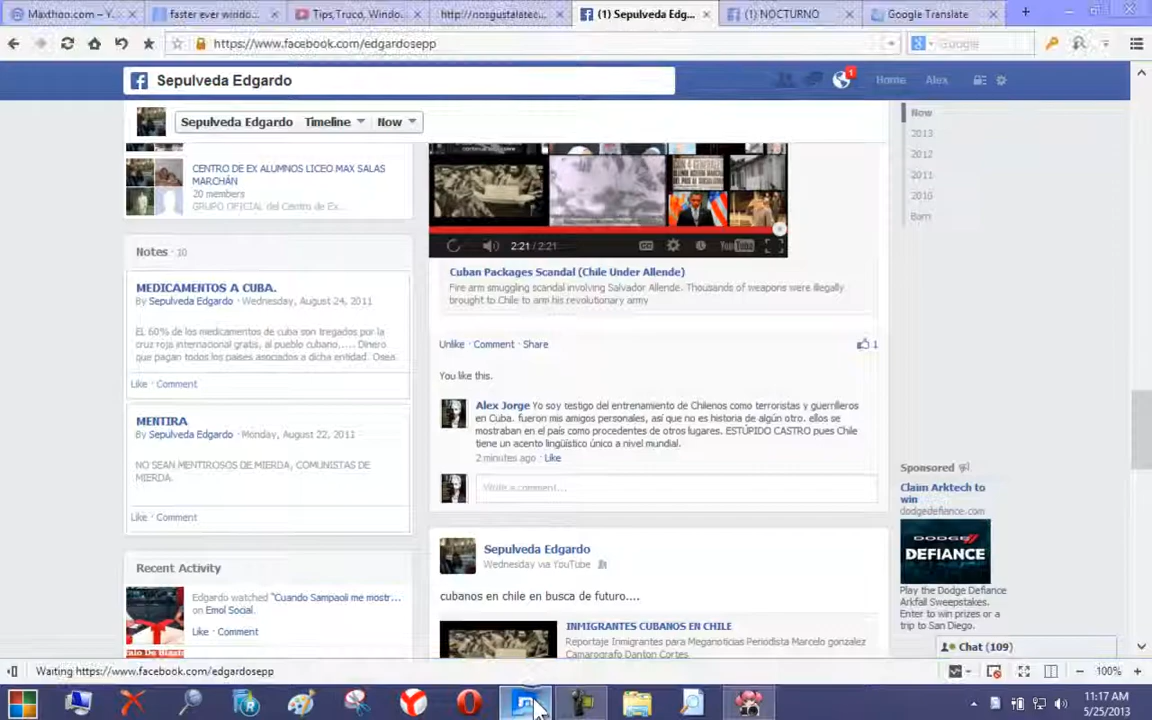 Maxthon.com – Y...
faster ever windo...
Tips,Truco, Windo...
http://nosgustalatec...
(1) Sepulveda Edg...
(1) NOCTURNO
Google Translate
https://www.facebook.com/edgardosepp
Google
Sepulveda Edgardo
1
Home
Alex
Sepulveda Edgardo
Timeline
Now
Now
2013
2012
2011
2010
Born
CENTRO DE EX ALUMNOS LICEO MAX SALAS
MARCHÁN
20 members
GRUPO OFICIAL del Centro de Ex...
Notes · 10
MEDICAMENTOS A CUBA.
By Sepulveda Edgardo · Wednesday, August 24, 2011
EL 60% de los medicamentos de cuba son tregados por la
cruz roja internacional gratis, al pueblo cubano,.... Dinero
que pagan todos los paises asociados a dicha entidad. Osea
Like · Comment
MENTIRA
By Sepulveda Edgardo · Monday, August 22, 2011
NO SEAN MENTIROSOS DE MIERDA, COMUNISTAS DE
MIERDA.
Like · Comment
Recent Activity
Edgardo watched "Cuando Sampaoli me mostr...
on Emol Social.
Like · Comment
2:21 / 2:21
CC
YouTube
Cuban Packages Scandal (Chile Under Allende)
Fire arm smuggling scandal involving Salvador Allende. Thousands of weapons were illegally
brought to Chile to arm his revolutionary army
Unlike · Comment · Share
1
You like this.
Alex Jorge Yo soy testigo del entrenamiento de Chilenos como terroristas y guerrilleros
en Cuba. fueron mis amigos personales, así que no es historia de algún otro. ellos se
mostraban en el país como procedentes de otros lugares. ESTÚPIDO CASTRO pues Chile
tiene un acento lingüístico único a nivel mundial.
2 minutes ago · Like
Write a comment...
Sepulveda Edgardo
Wednesday via YouTube
cubanos en chile en busca de futuro....
INMIGRANTES CUBANOS EN CHILE
Reportaje Inmigrantes para Meganoticias Periodista Marcelo gonzalez
Camarografo Danton Cortes
Sponsored
Claim Arktech to
win
dodgedefiance.com
DODGE
DEFIANCE
Play the Dodge Defiance
Arkfall Sweepstakes.
Enter to win prizes or a
trip to San Diego.
Chat (109)
Waiting https://www.facebook.com/edgardosepp
100%
11:17 AM
5/25/2013